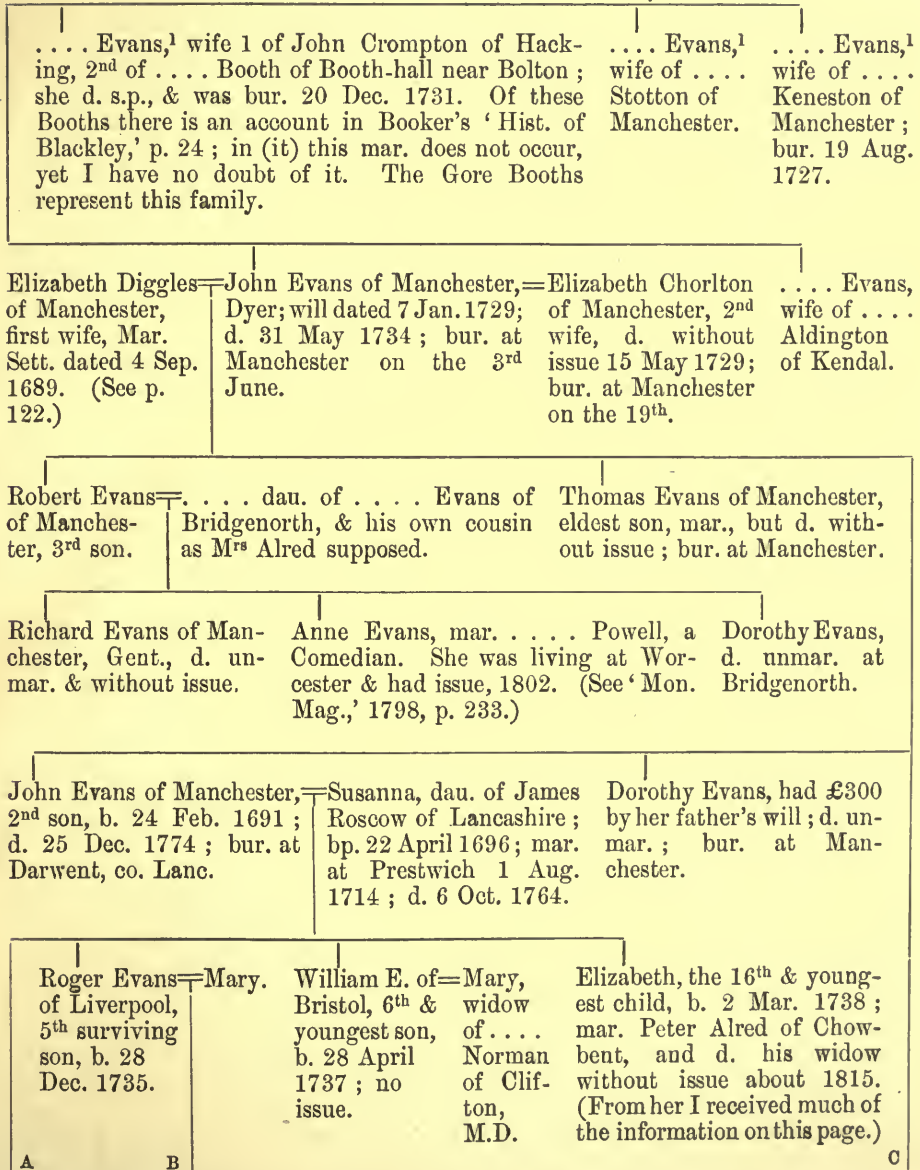 . . . . Evans,¹ wife 1 of John Crompton of Hack-
ing, 2nd of . . . . Booth of Booth-hall near Bolton ;
she d. s.p., & was bur. 20 Dec. 1731. Of these
Booths there is an account in Booker's ‘ Hist. of
Blackley,’ p. 24 ; in (it) this mar. does not occur,
yet I have no doubt of it. The Gore Booths
represent this family.
. . . . Evans,¹
wife of . . . .
Stotton of
Manchester.
. . . . Evans,¹
wife of . . . .
Keneston of
Manchester ;
bur. 19 Aug.
1727.
Elizabeth Diggles
of Manchester,
first wife, Mar.
Sett. dated 4 Sep.
1689. (See p.
122.)
John Evans of Manchester,
Dyer; will dated 7 Jan. 1729;
d. 31 May 1734 ; bur. at
Manchester on the 3rd
June.
Elizabeth Chorlton
of Manchester, 2nd
wife, d. without
issue 15 May 1729;
bur. at Manchester
on the 19th.
. . . . Evans,
wife of . . . .
Aldington
of Kendal.
Robert Evans
of Manches-
ter, 3rd son.
. . . . dau. of . . . . Evans of
Bridgenorth, & his own cousin
as Mrs Alred supposed.
Thomas Evans of Manchester,
eldest son, mar., but d. with-
out issue ; bur. at Manchester.
Richard Evans of Man-
chester, Gent., d. un-
mar. & without issue.
Anne Evans, mar. . . . . Powell, a
Comedian. She was living at Wor-
cester & had issue, 1802. (See ‘ Mon.
Mag.,’ 1798, p. 233.)
Dorothy Evans,
d. unmar. at
Bridgenorth.
John Evans of Manchester,
2nd son, b. 24 Feb. 1691 ;
d. 25 Dec. 1774 ; bur. at
Darwent, co. Lanc.
Susanna, dau. of James
Roscow of Lancashire ;
bp. 22 April 1696 ; mar.
at Prestwich 1 Aug.
1714 ; d. 6 Oct. 1764.
Dorothy Evans, had £300
by her father's will ; d. un-
mar. ; bur. at Man-
chester.
Roger Evans
of Liverpool,
5th surviving
son, b. 28
Dec. 1735.
Mary.
William E. of
Bristol, 6th &
youngest son,
b. 28 April
1737 ; no
issue.
Mary,
widow
of . . . .
Norman
of Clif-
ton,
M.D.
Elizabeth, the 16th & young-
est child, b. 2 Mar. 1738 ;
mar. Peter Alred of Chow-
bent, and d. his widow
without issue about 1815.
(From her I received much of
the information on this page.)
A B C